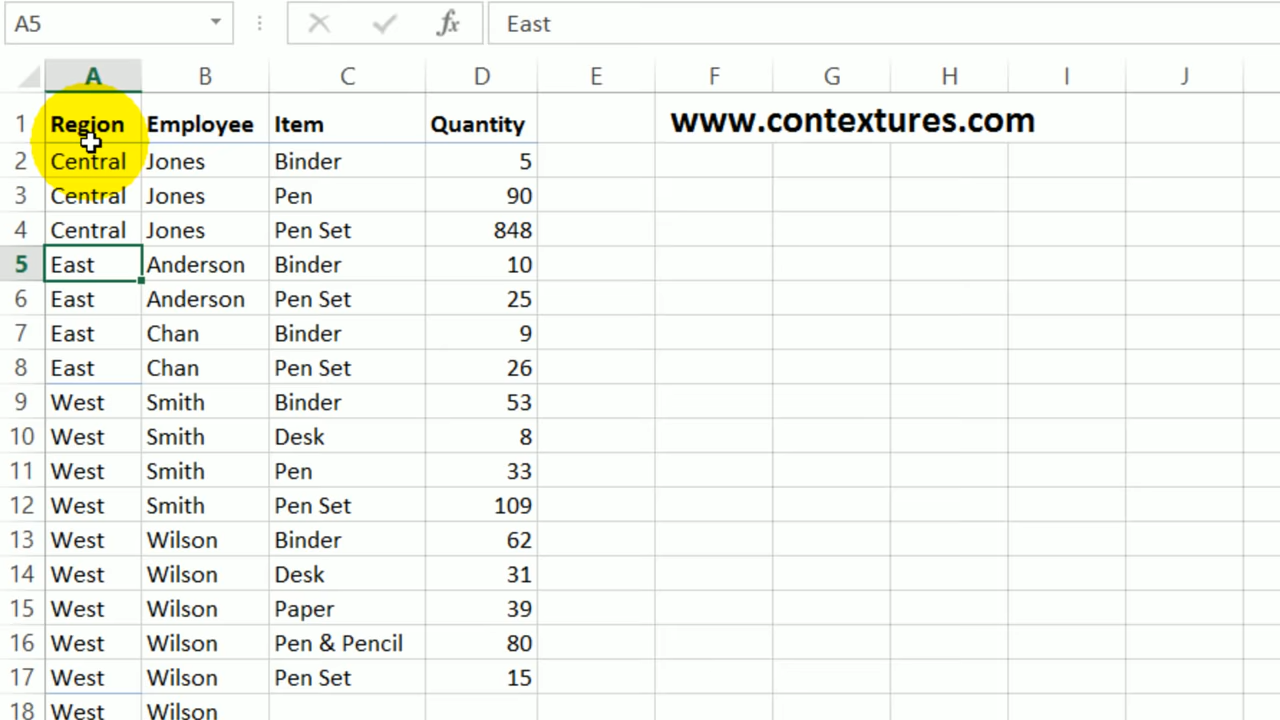 A5 fx East
A B C D E F G H I J
1 Region Employee Item Quantity www.contextures.com
2 Central Jones Binder 5
3 Central Jones Pen 90
4 Central Jones Pen Set 848
5 East Anderson Binder 10
6 East Anderson Pen Set 25
7 East Chan Binder 9
8 East Chan Pen Set 26
9 West Smith Binder 53
10 West Smith Desk 8
11 West Smith Pen 33
12 West Smith Pen Set 109
13 West Wilson Binder 62
14 West Wilson Desk 31
15 West Wilson Paper 39
16 West Wilson Pen & Pencil 80
17 West Wilson Pen Set 15
18 West Wilson